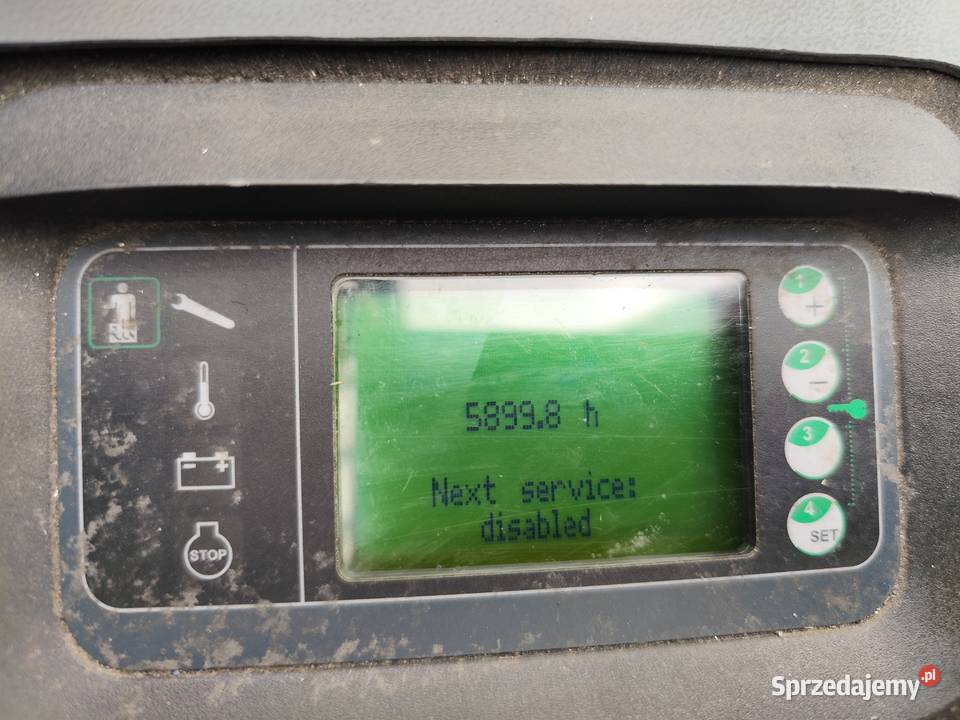 5899.8 h
Next service:
disabled
STOP
1
+
2
−
3
4
SET
Sprzedajemy.pl